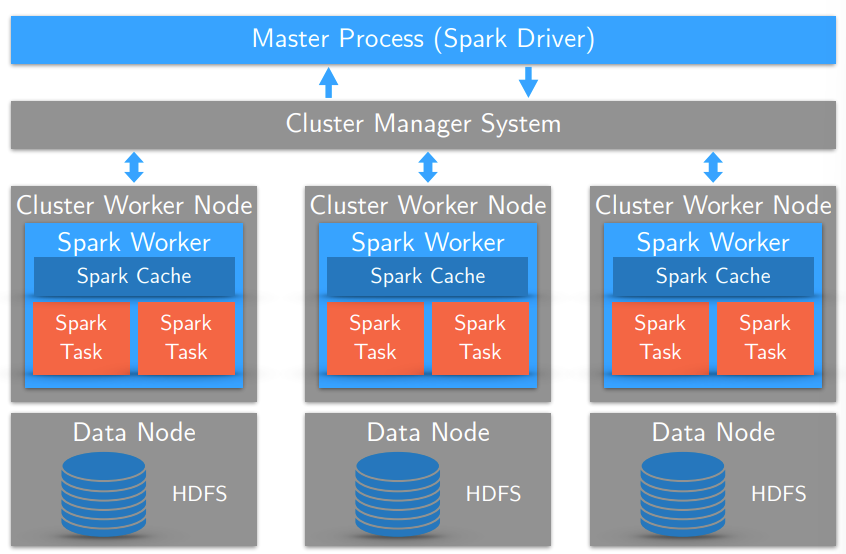 Master Process (Spark Driver)
Cluster Manager System
Cluster Worker Node
Spark Worker
Spark Cache
Spark
Task
Spark
Task
Data Node
HDFS
Cluster Worker Node
Spark Worker
Spark Cache
Spark
Task
Spark
Task
Data Node
HDFS
Cluster Worker Node
Spark Worker
Spark Cache
Spark
Task
Spark
Task
Data Node
HDFS